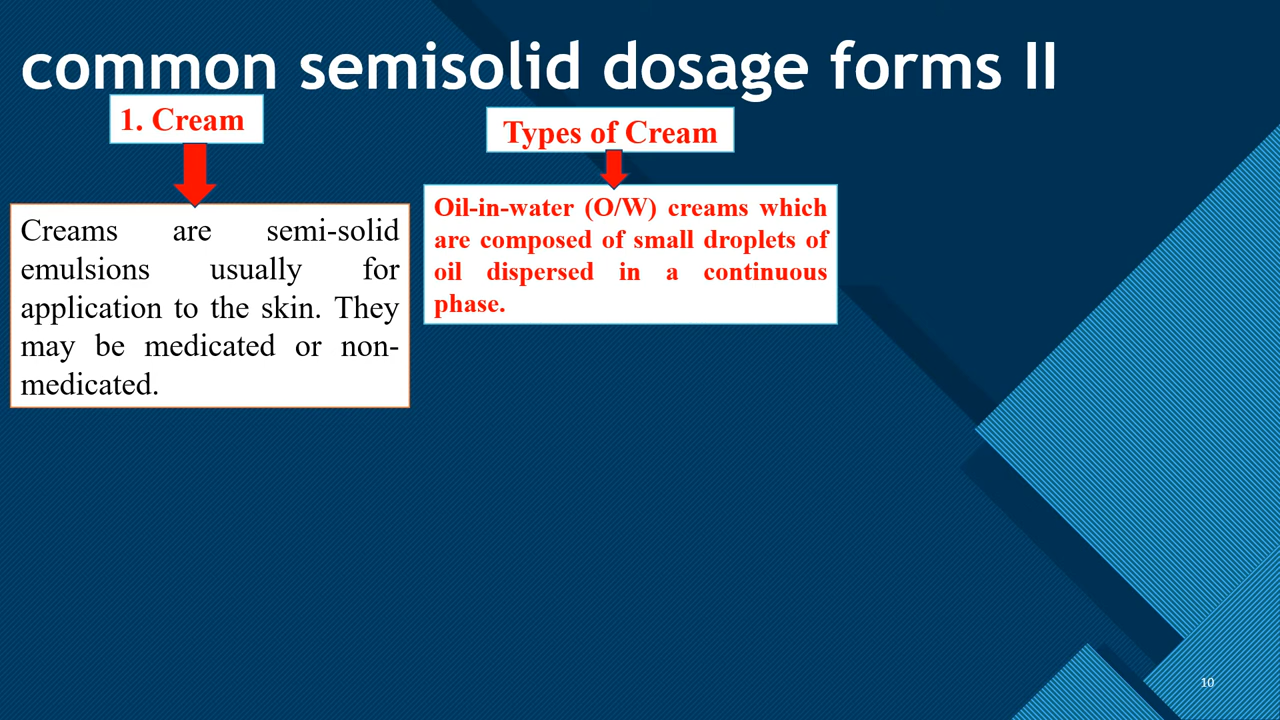 common semisolid dosage forms II
1. Cream
Creams are semi-solid
emulsions usually for
application to the skin. They
may be medicated or non-
medicated.
Types of Cream
Oil-in-water (O/W) creams which
are composed of small droplets of
oil dispersed in a continuous
phase.
10